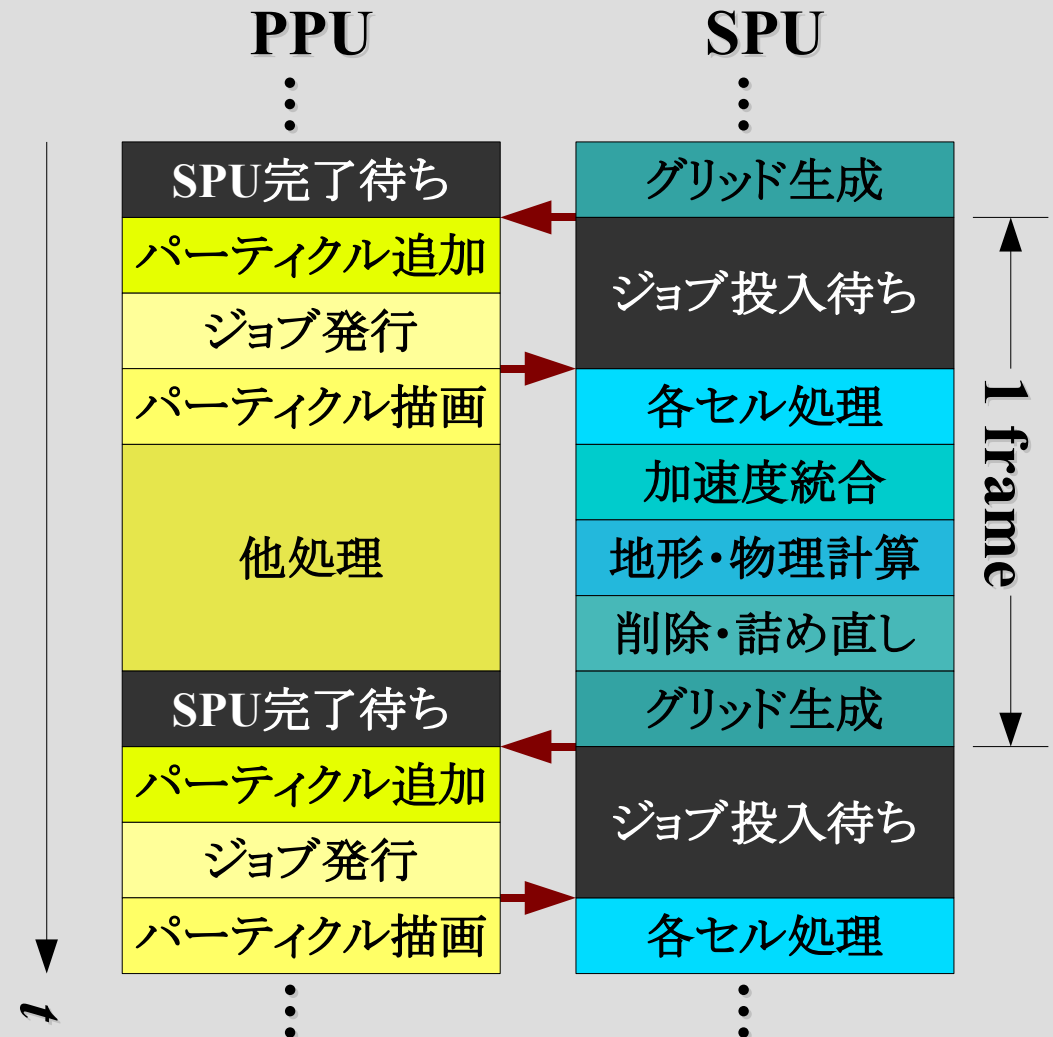 PPU
SPU
SPU完了待ち
パーティクル追加
ジョブ発行
パーティクル描画
他処理
SPU完了待ち
パーティクル追加
ジョブ発行
パーティクル描画
グリッド生成
ジョブ投入待ち
各セル処理
加速度統合
地形・物理計算
削除・詰め直し
グリッド生成
ジョブ投入待ち
各セル処理
1 frame
t